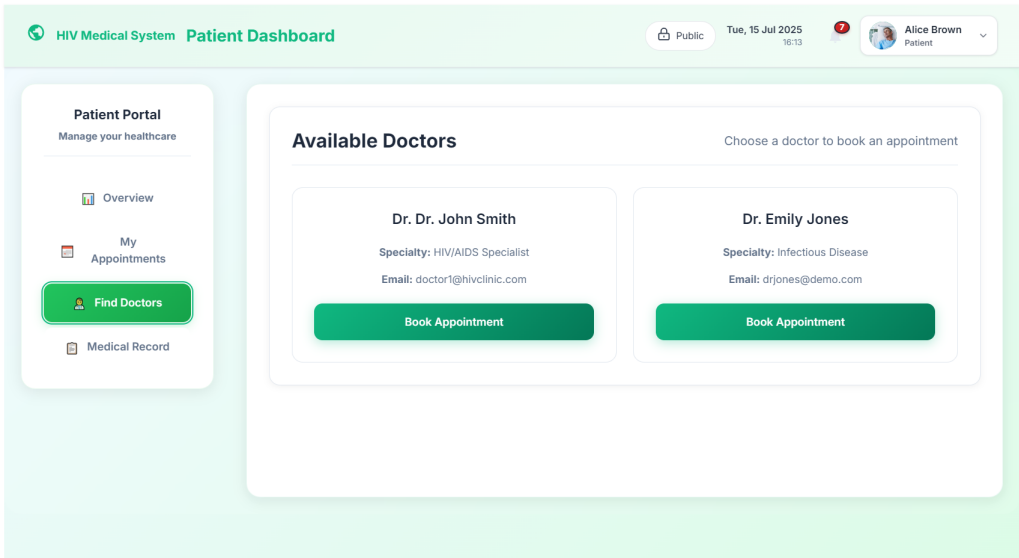 HIV Medical System Patient Dashboard
Public
Tue, 15 Jul 2025
16:13
7
Alice Brown
Patient
Patient Portal
Manage your healthcare
Overview
My
Appointments
Find Doctors
Medical Record
Available Doctors
Choose a doctor to book an appointment
Dr. Dr. John Smith
Specialty: HIV/AIDS Specialist
Email: doctor1@hivclinic.com
Book Appointment
Dr. Emily Jones
Specialty: Infectious Disease
Email: drjones@demo.com
Book Appointment